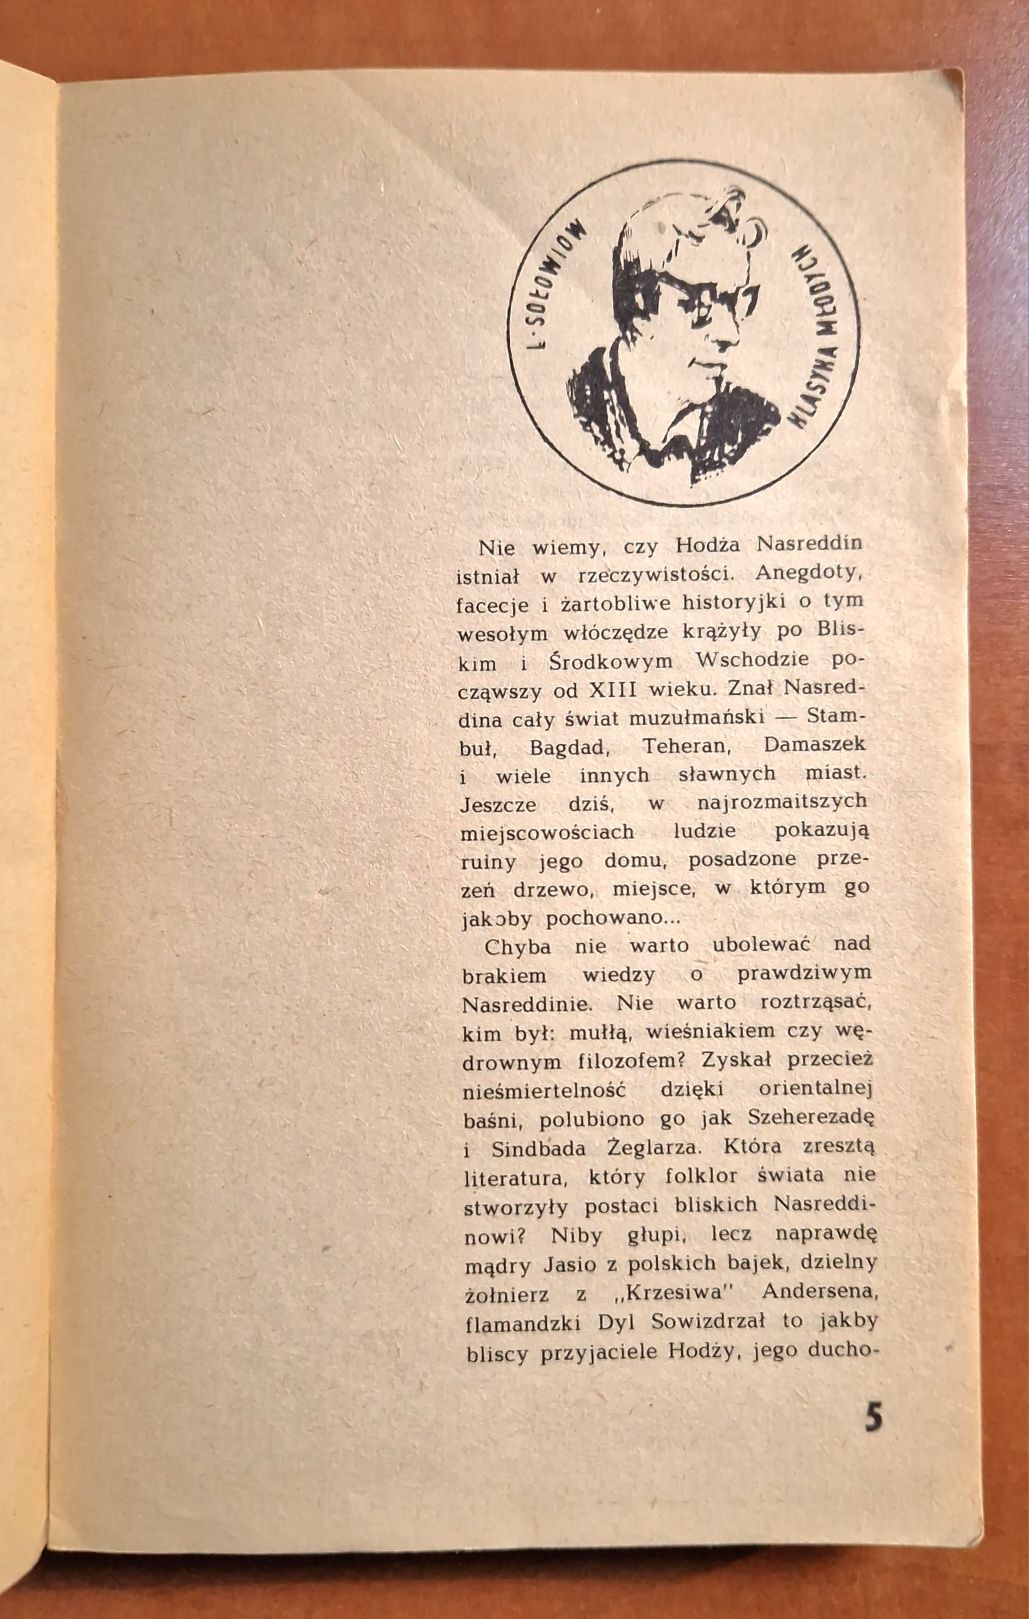 Ł. SOŁOWIOW
KLASYKA MŁODYCH
Nie wiemy, czy Hodża Nasreddin
istniał w rzeczywistości. Anegdoty,
facecje i żartobliwe historyjki o tym
wesołym włóczędze krążyły po Blis-
kim i Środkowym Wschodzie po-
cząwszy od XIII wieku. Znał Nasred-
dina cały świat muzułmański — Stam-
buł, Bagdad, Teheran, Damaszek
i wiele innych sławnych miast.
Jeszcze dziś, w najrozmaitszych
miejscowościach ludzie pokazują
ruiny jego domu, posadzone prze-
zeń drzewo, miejsce, w którym go
jakoby pochowano...
Chyba nie warto ubolewać nad
brakiem wiedzy o prawdziwym
Nasreddinie. Nie warto roztrząsać,
kim był: mułłą, wieśniakiem czy wę-
drownym filozofem? Zyskał przecież
nieśmiertelność dzięki orientalnej
baśni, polubiono go jak Szeherezadę
i Sindbada Żeglarza. Która zresztą
literatura, który folklor świata nie
stworzyły postaci bliskich Nasreddi-
nowi? Niby głupi, lecz naprawdę
mądry Jasio z polskich bajek, dzielny
żołnierz z „Krzesiwa" Andersena,
flamandzki Dyl Sowizdrzał to jakby
bliscy przyjaciele Hodży, jego ducho-
5